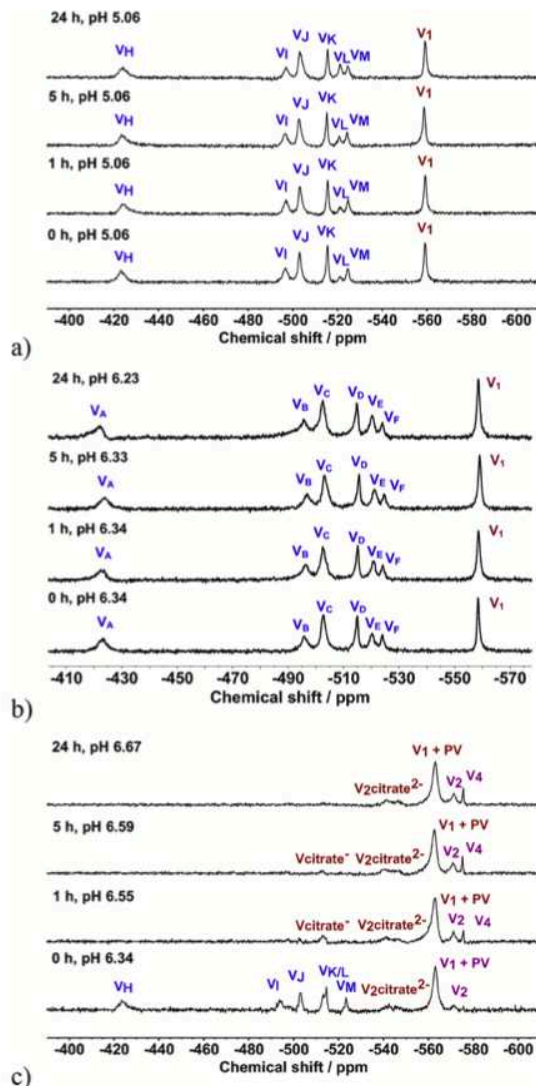 24 h, pH 5.06
VH VI VJ VK VL VM V1
5 h, pH 5.06
VH VI VJ VK VL VM V1
1 h, pH 5.06
VH VI VJ VK VL VM V1
0 h, pH 5.06
VH VI VJ VK VL VM V1
-400 -420 -440 -460 -480 -500 -520 -540 -560 -580 -600
Chemical shift / ppm
a)
24 h, pH 6.23
VA VB VC VD VE VF V1
5 h, pH 6.33
VA VB VC VD VE VF V1
1 h, pH 6.34
VA VB VC VD VE VF V1
0 h, pH 6.34
VA VB VC VD VE VF V1
-410 -430 -450 -470 -490 -510 -530 -550 -570
Chemical shift / ppm
b)
24 h, pH 6.67
V2citrate2- V1 + PV V2 V4
5 h, pH 6.59
Vcitrate- V2citrate2- V1 + PV V2 V4
1 h, pH 6.55
Vcitrate- V2citrate2- V1 + PV V2 V4
0 h, pH 6.34
VH VI VJ VK/L VM V2citrate2- V1 + PV V2
-400 -420 -440 -460 -480 -500 -520 -540 -560 -580 -600
Chemical shift / ppm
c)